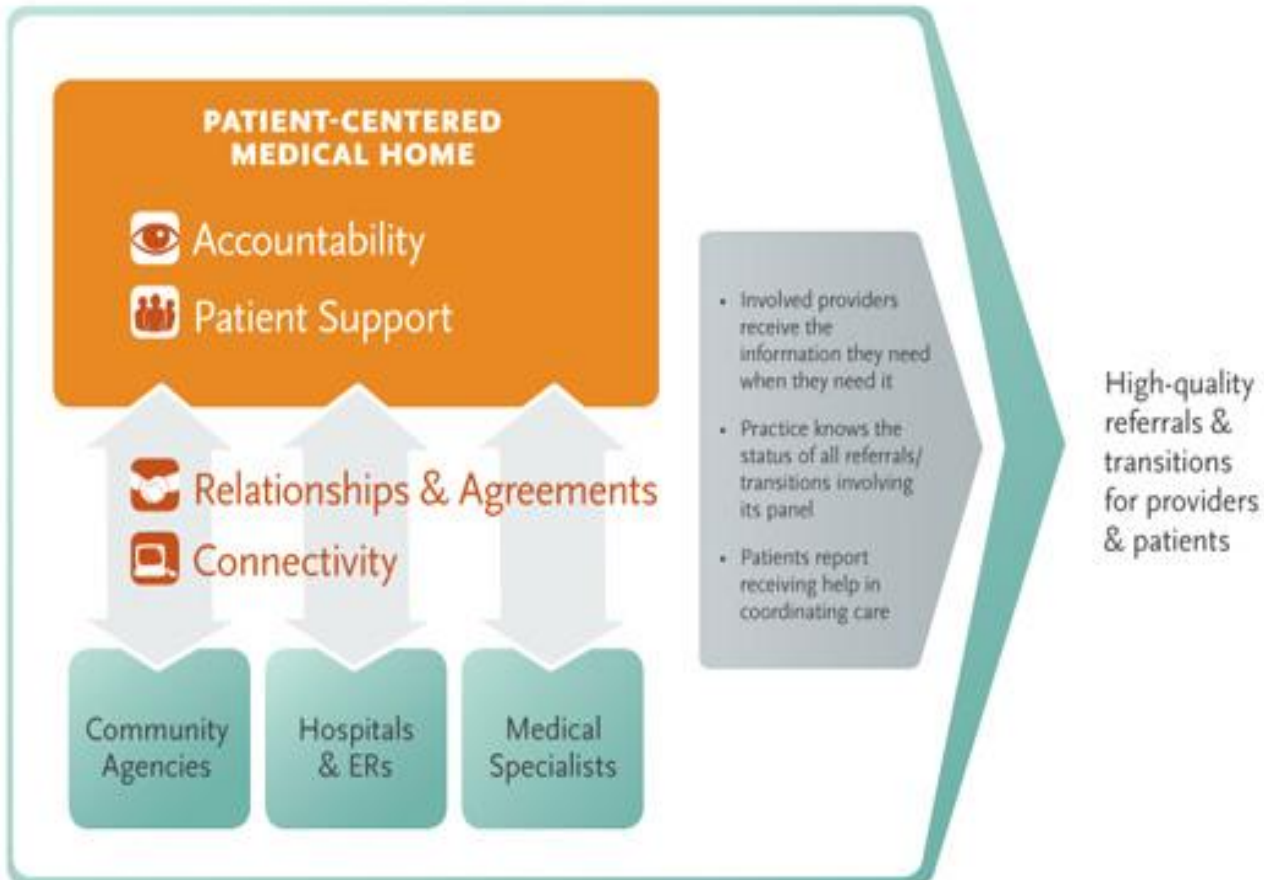 PATIENT-CENTERED
MEDICAL HOME
Accountability
Patient Support
Relationships & Agreements
Connectivity
Community
Agencies
Hospitals
& ERs
Medical
Specialists
• Involved providers
receive the
information they need
when they need it
• Practice knows the
status of all referrals/
transitions involving
its panel
• Patients report
receiving help in
coordinating care
High-quality
referrals &
transitions
for providers
& patients